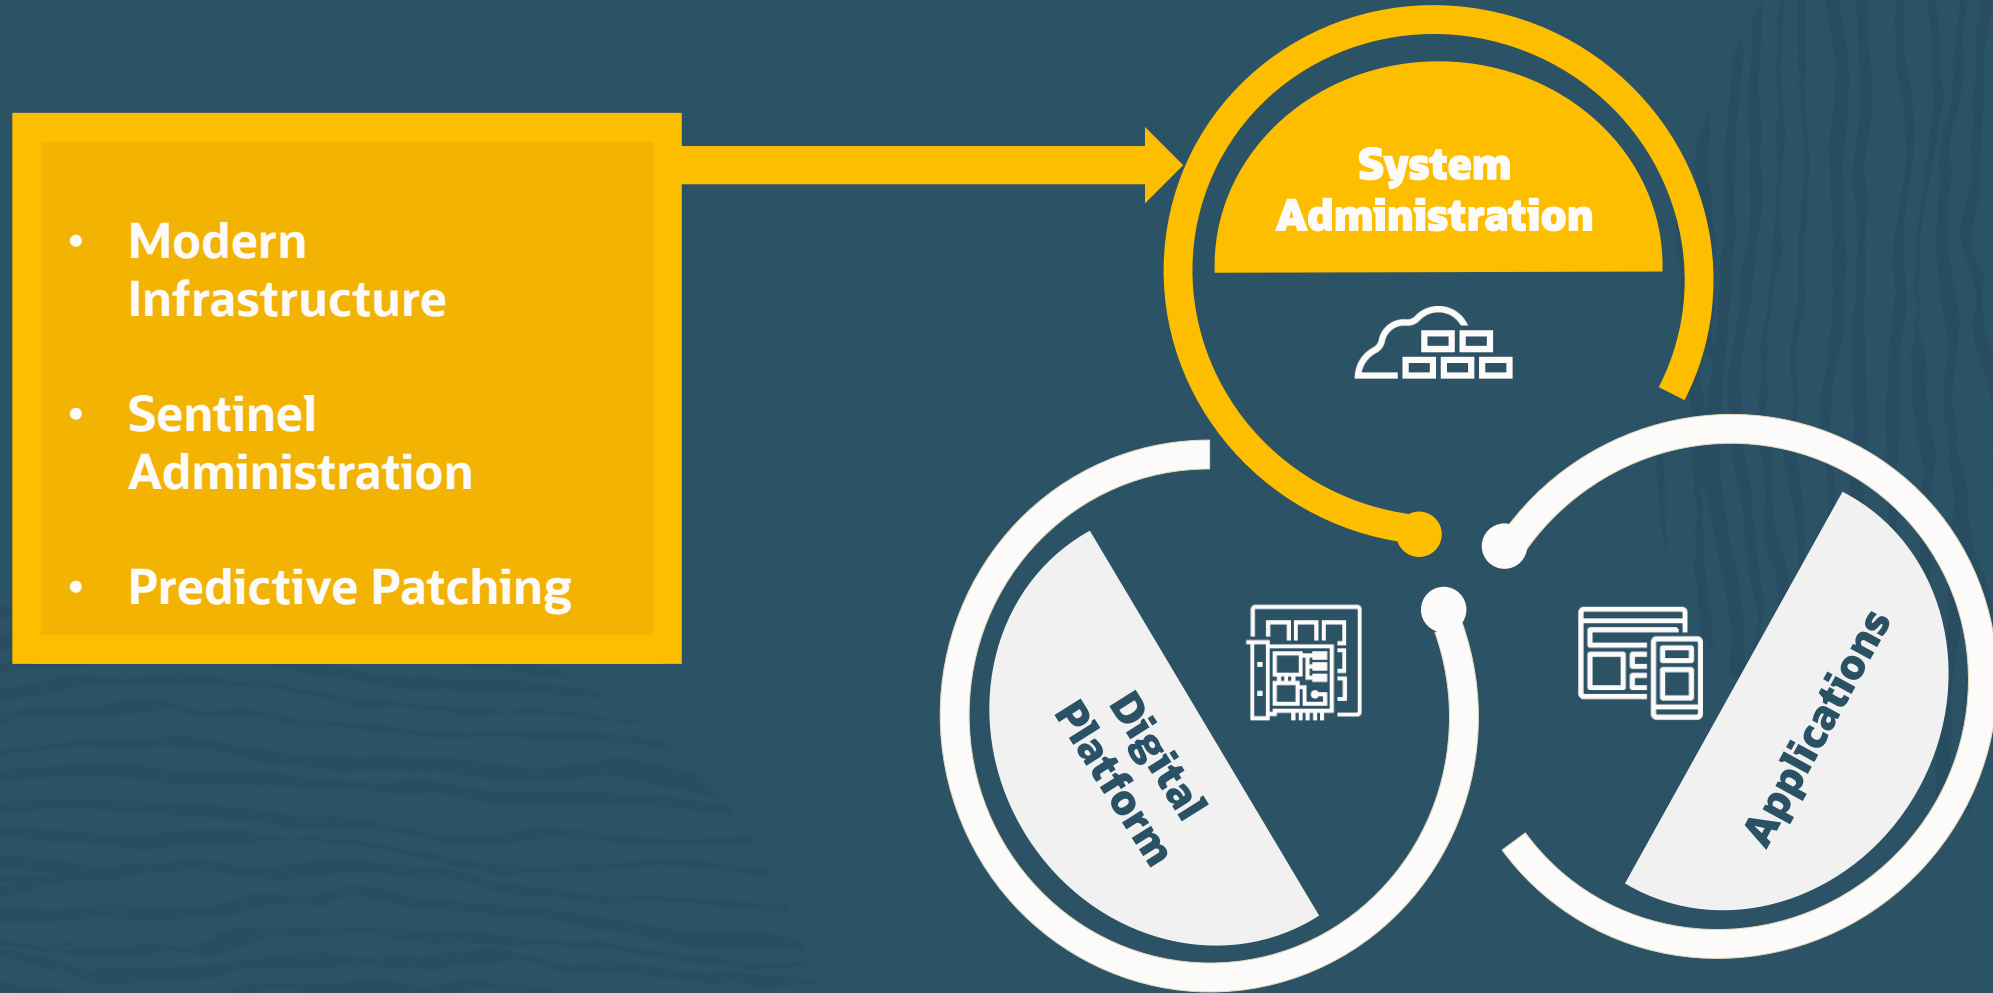 • Modern
Infrastructure
• Sentinel
Administration
• Predictive Patching
System
Administration
Digital
Platform
Applications